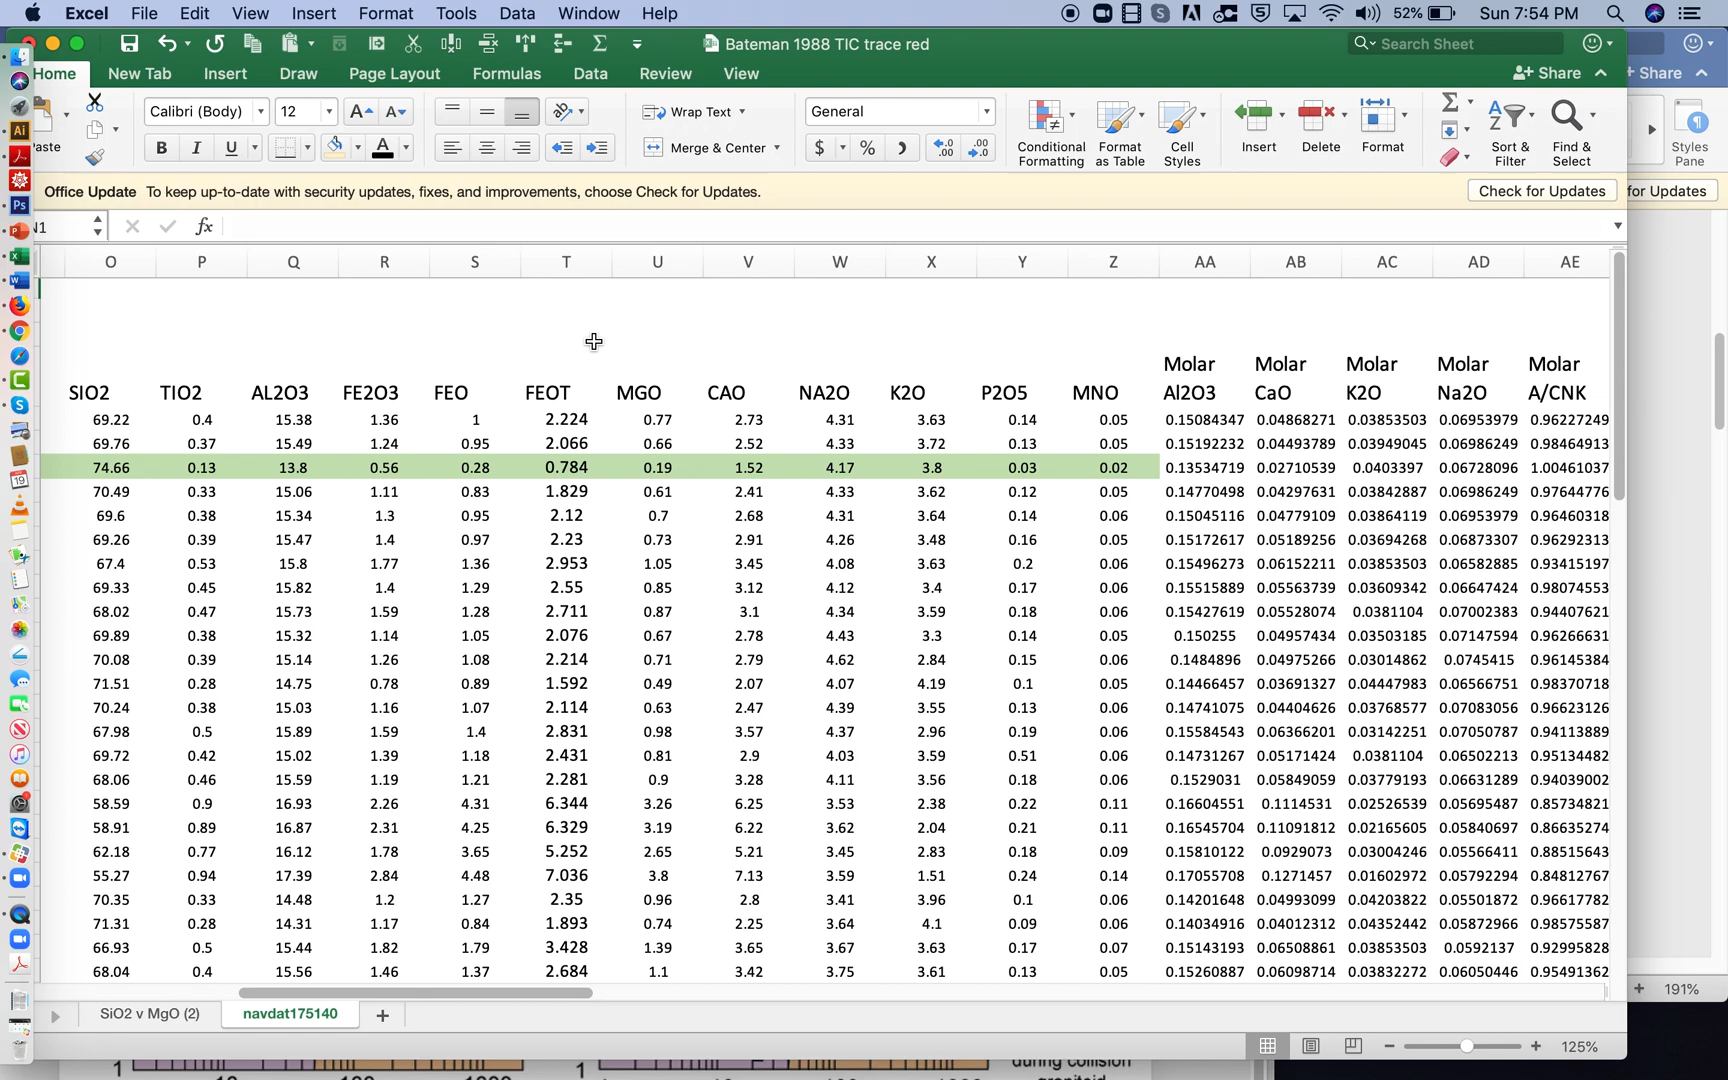 Excel File Edit View Insert Format Tools Data Window Help 52% Sun 7:54 PM
Bateman 1988 TIC trace red Search Sheet
Home New Tab Insert Draw Page Layout Formulas Data Review View Share Share
Calibri (Body) 12 Wrap Text General
Paste Merge & Center $ % Conditional Formatting Format as Table Cell Styles Insert Delete Format Sort & Filter Find & Select Styles Pane
Office Update To keep up-to-date with security updates, fixes, and improvements, choose Check for Updates. Check for Updates for Updates
N1 fx
O P Q R S T U V W X Y Z AA AB AC AD AE
Molar Molar Molar Molar Molar
SIO2 TIO2 AL2O3 FE2O3 FEO FEOT MGO CAO NA2O K2O P2O5 MNO Al2O3 CaO K2O Na2O A/CNK
69.22 0.4 15.38 1.36 1 2.224 0.77 2.73 4.31 3.63 0.14 0.05 0.15084347 0.04868271 0.03853503 0.06953979 0.96227249
69.76 0.37 15.49 1.24 0.95 2.066 0.66 2.52 4.33 3.72 0.13 0.05 0.15192232 0.04493789 0.03949045 0.06986249 0.98464913
74.66 0.13 13.8 0.56 0.28 0.784 0.19 1.52 4.17 3.8 0.03 0.02 0.13534719 0.02710539 0.0403397 0.06728096 1.00461037
70.49 0.33 15.06 1.11 0.83 1.829 0.61 2.41 4.33 3.62 0.12 0.05 0.14770498 0.04297631 0.03842887 0.06986249 0.97644776
69.6 0.38 15.34 1.3 0.95 2.12 0.7 2.68 4.31 3.64 0.14 0.06 0.15045116 0.04779109 0.03864119 0.06953979 0.96460318
69.26 0.39 15.47 1.4 0.97 2.23 0.73 2.91 4.26 3.48 0.16 0.05 0.15172617 0.05189256 0.03694268 0.06873307 0.96292313
67.4 0.53 15.8 1.77 1.36 2.953 1.05 3.45 4.08 3.63 0.2 0.06 0.15496273 0.06152211 0.03853503 0.06582885 0.93415197
69.33 0.45 15.82 1.4 1.29 2.55 0.85 3.12 4.12 3.4 0.17 0.06 0.15515889 0.05563739 0.03609342 0.06647424 0.98074553
68.02 0.47 15.73 1.59 1.28 2.711 0.87 3.1 4.34 3.59 0.18 0.06 0.15427619 0.05528074 0.0381104 0.07002383 0.94407621
69.89 0.38 15.32 1.14 1.05 2.076 0.67 2.78 4.43 3.3 0.14 0.05 0.150255 0.04957434 0.03503185 0.07147594 0.96266631
70.08 0.39 15.14 1.26 1.08 2.214 0.71 2.79 4.62 2.84 0.15 0.06 0.1484896 0.04975266 0.03014862 0.0745415 0.96145384
71.51 0.28 14.75 0.78 0.89 1.592 0.49 2.07 4.07 4.19 0.1 0.05 0.14466457 0.03691327 0.04447983 0.06566751 0.98370718
70.24 0.38 15.03 1.16 1.07 2.114 0.63 2.47 4.39 3.55 0.13 0.06 0.14741075 0.04404626 0.03768577 0.07083056 0.96623126
67.98 0.5 15.89 1.59 1.4 2.831 0.98 3.57 4.37 2.96 0.19 0.06 0.15584543 0.06366201 0.03142251 0.07050787 0.94113889
69.72 0.42 15.02 1.39 1.18 2.431 0.81 2.9 4.03 3.59 0.51 0.06 0.14731267 0.05171424 0.0381104 0.06502213 0.95134482
68.06 0.46 15.59 1.19 1.21 2.281 0.9 3.28 4.11 3.56 0.18 0.06 0.1529031 0.05849059 0.03779193 0.06631289 0.94039002
58.59 0.9 16.93 2.26 4.31 6.344 3.26 6.25 3.53 2.38 0.22 0.11 0.16604551 0.1114531 0.02526539 0.05695487 0.85734821
58.91 0.89 16.87 2.31 4.25 6.329 3.19 6.22 3.62 2.04 0.21 0.11 0.16545704 0.11091812 0.02165605 0.05840697 0.86635274
62.18 0.77 16.12 1.78 3.65 5.252 2.65 5.21 3.45 2.83 0.18 0.09 0.15810122 0.0929073 0.03004246 0.05566411 0.88515643
55.27 0.94 17.39 2.84 4.48 7.036 3.8 7.13 3.59 1.51 0.24 0.14 0.17055708 0.1271457 0.01602972 0.05792294 0.84812767
70.35 0.33 14.48 1.2 1.27 2.35 0.96 2.8 3.41 3.96 0.1 0.06 0.14201648 0.04993099 0.04203822 0.05501872 0.96617782
71.31 0.28 14.31 1.17 0.84 1.893 0.74 2.25 3.64 4.1 0.09 0.06 0.14034916 0.04012312 0.04352442 0.05872966 0.98575587
66.93 0.5 15.44 1.82 1.79 3.428 1.39 3.65 3.67 3.63 0.17 0.07 0.15143193 0.06508861 0.03853503 0.0592137 0.92995828
68.04 0.4 15.56 1.46 1.37 2.684 1.1 3.42 3.75 3.61 0.13 0.05 0.15260887 0.06098714 0.03832272 0.06050446 0.95491362
191%
SiO2 v MgO (2) navdat175140
125%
1 1 during collision
10 100 1000